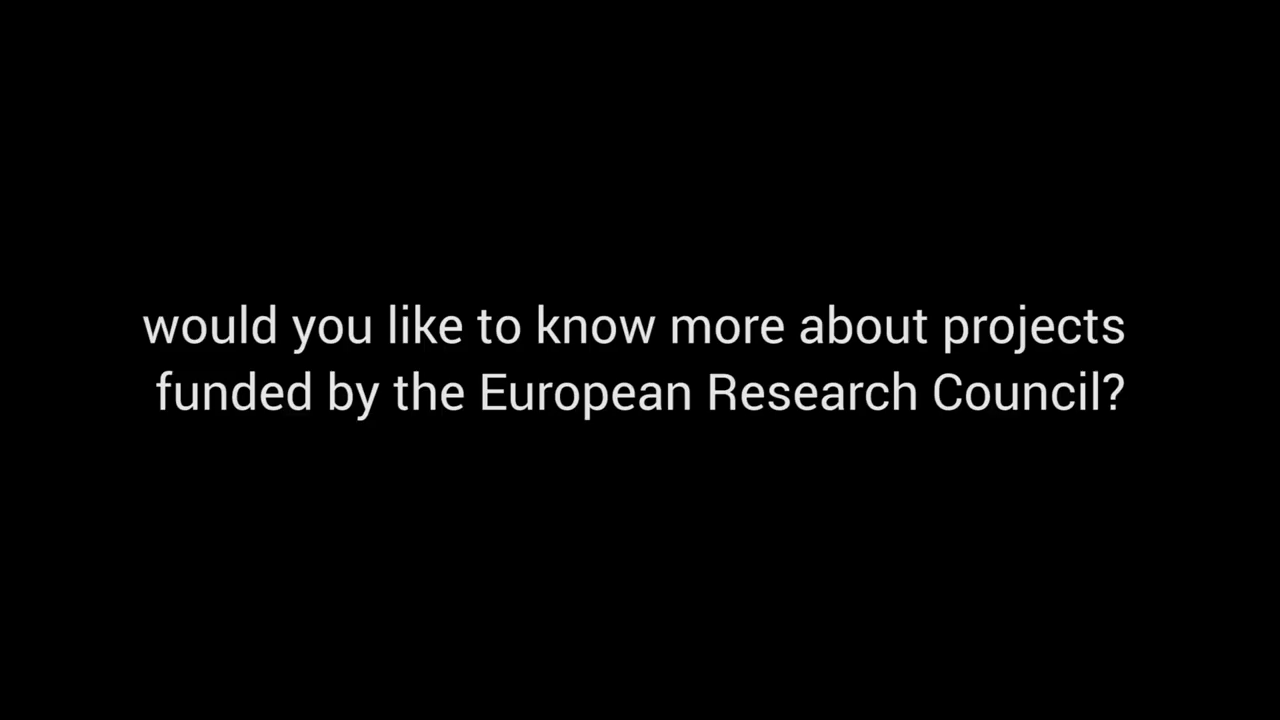 would you like to know more about projects
funded by the European Research Council?